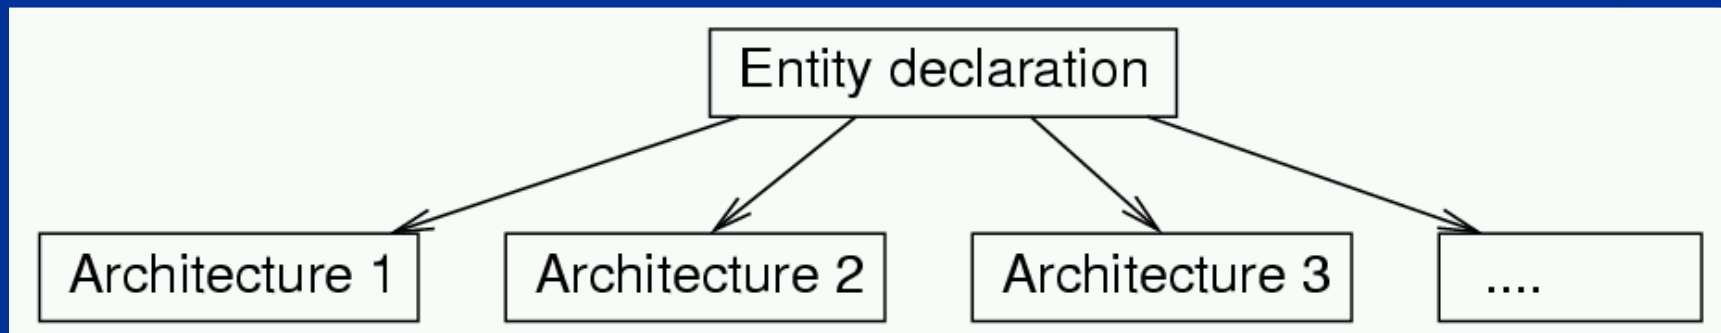 Entity declaration
Architecture 1
Architecture 2
Architecture 3
....